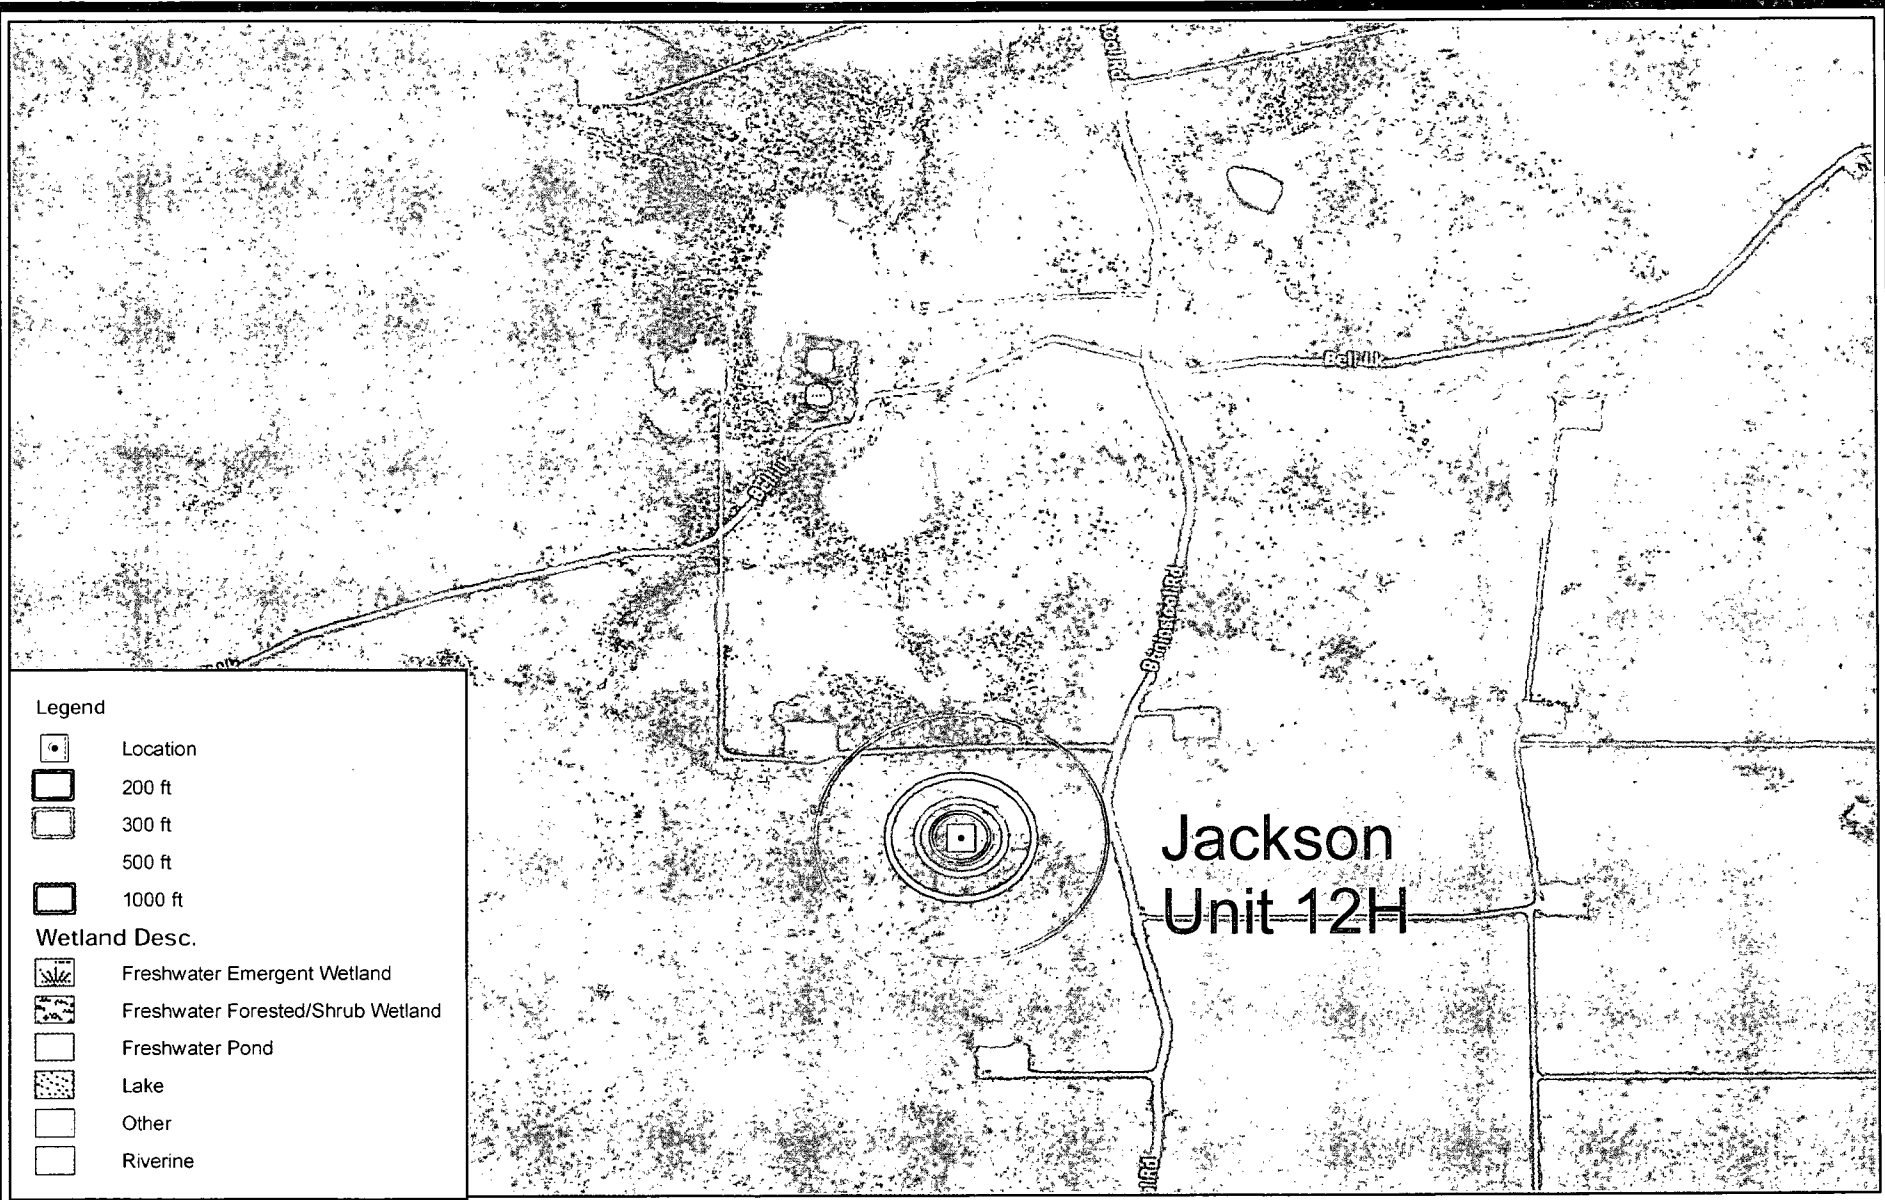 Legend
Location
200 ft
300 ft
500 ft
1000 ft
Wetland Desc.
Freshwater Emergent Wetland
Freshwater Forested/Shrub Wetland
Freshwater Pond
Lake
Other
Riverine
Jackson
Unit 12H
Rd